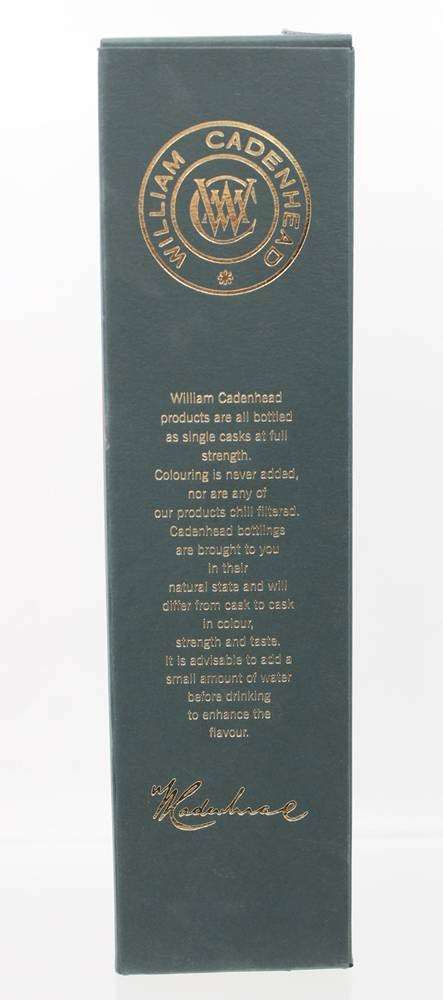 WILLIAM CADENHEAD
WC
William Cadenhead
products are all bottled
as single casks at full
strength.
Colouring is never added,
nor are any of
our products chill filtered.
Cadenhead bottlings
are brought to you
in their
natural state and will
differ from cask to cask
in colour,
strength and taste.
It is advisable to add a
small amount of water
before drinking
to enhance the
flavour.
Wm Cadenhead